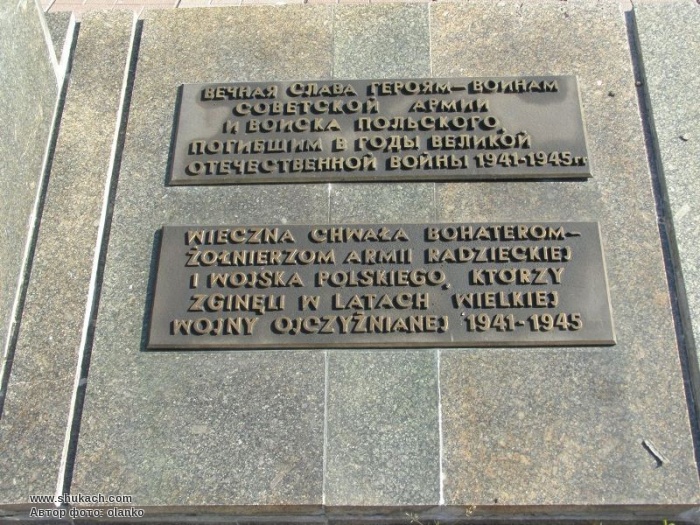 ВЕЧНАЯ СЛАВА ГЕРОЯМ-ВОИНАМ
СОВЕТСКОЙ АРМИИ
И ВОЙСКА ПОЛЬСКОГО,
ПОГИБШИМ В ГОДЫ ВЕЛИКОЙ
ОТЕЧЕСТВЕННОЙ ВОЙНЫ 1941-1945гг.
WIECZNA CHWAŁA BOHATEROM-
ŻOŁNIERZOM ARMII RADZIECKIEJ
I WOJSKA POLSKIEGO, KTÓRZY
ZGINĘLI W LATACH WIELKIEJ
WOJNY OJCZYŹNIANEJ 1941-1945
www.shukach.com
Автор фото: olanko